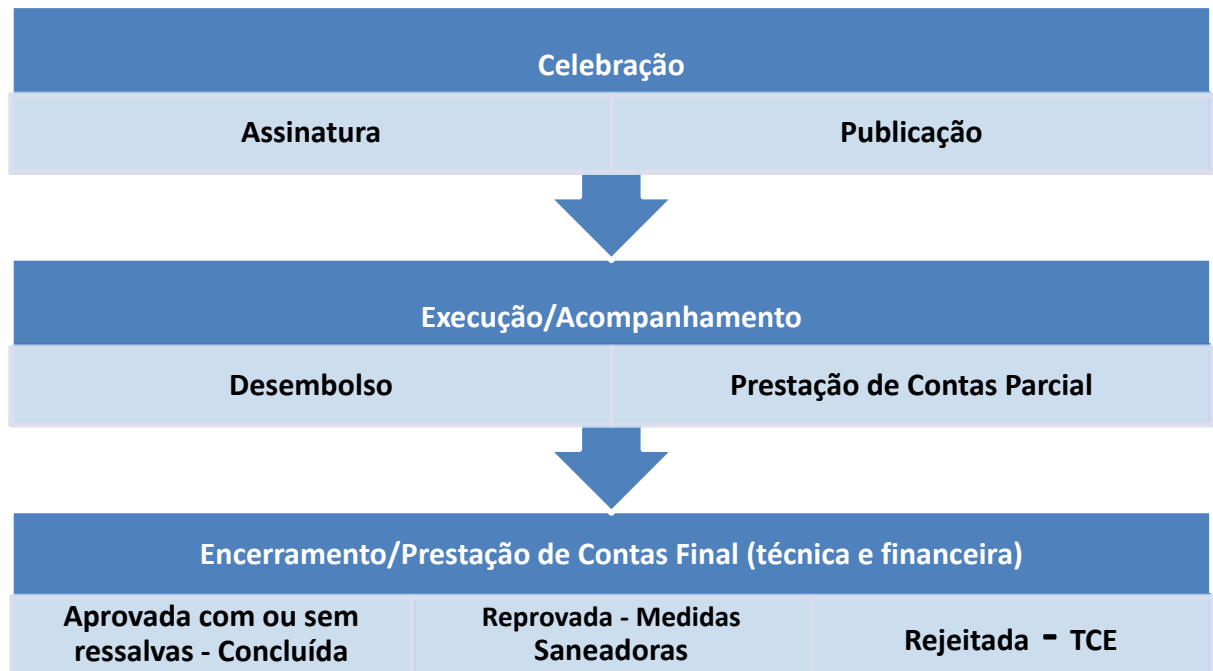 Celebração
Assinatura
Publicação
Execução/Acompanhamento
Desembolso
Prestação de Contas Parcial
Encerramento/Prestação de Contas Final (técnica e financeira)
Aprovada com ou sem
ressalvas - Concluída
Reprovada - Medidas
Saneadoras
Rejeitada - TCE